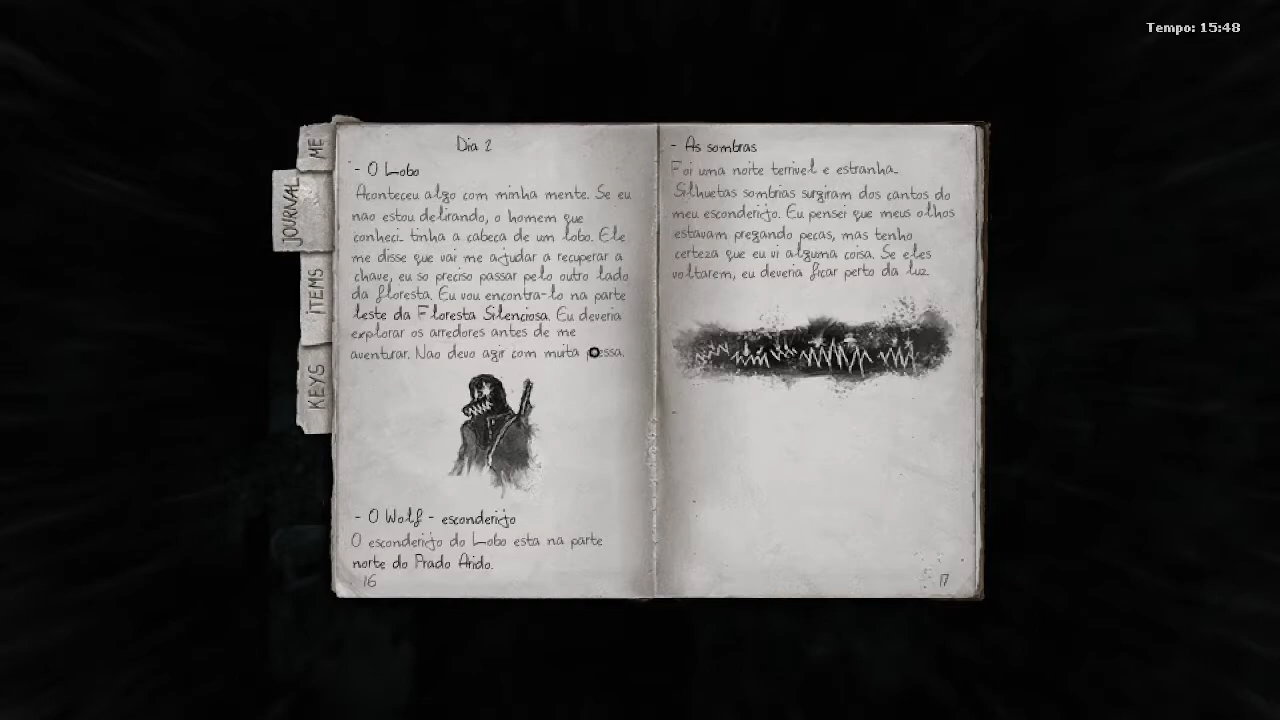 Tempo: 15:48
ME
JOURNAL
ITEMS
KEYS
Dia 2
- O Lobo
Aconteceu algo com minha mente. Se eu
nao estou delirando, o homem que
conheci tinha a cabeca de um lobo. Ele
me disse que vai me ajudar a recuperar a
chave, eu so preciso passar pelo outro lado
da floresta. Eu vou encontra-lo na parte
leste da Floresta Silenciosa. Eu deveria
explorar os arredores antes de me
aventurar. Nao devo agir com muita
- O Wolf - esconderijo
O esconderijo do Lobo esta na parte
norte do Prado Arido.
16
- As sombras
Foi uma noite terrivel e estranha.
Silhuetas sombrias surgiram dos cantos do
meu esconderijo. Eu pensei que meus olhos
estavam pregando pecas, mas tenho
certeza que eu vi alguma coisa. Se eles
voltarem, eu deveria ficar perto da luz.
17